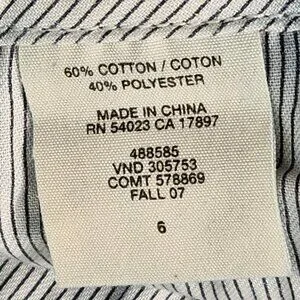 60% COTTON / COTON
40% POLYESTER
MADE IN CHINA
RN 54023 CA 17897
488585
VND 305753
COMT 578869
FALL 07
6